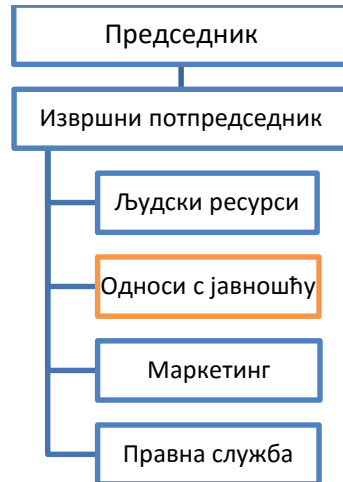 Председник
Извршни потпредседник
Људски ресурси
Односи с јавношћу
Маркетинг
Правна служба